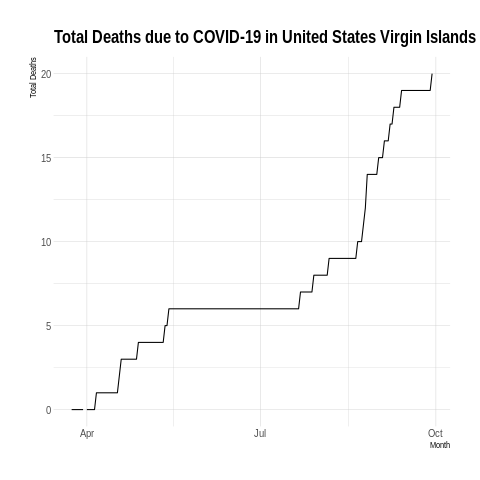 Total Deaths due to COVID-19 in United States Virgin Islands
Total Deaths
20
15
10
5
0
Apr
Jul
Oct
Month